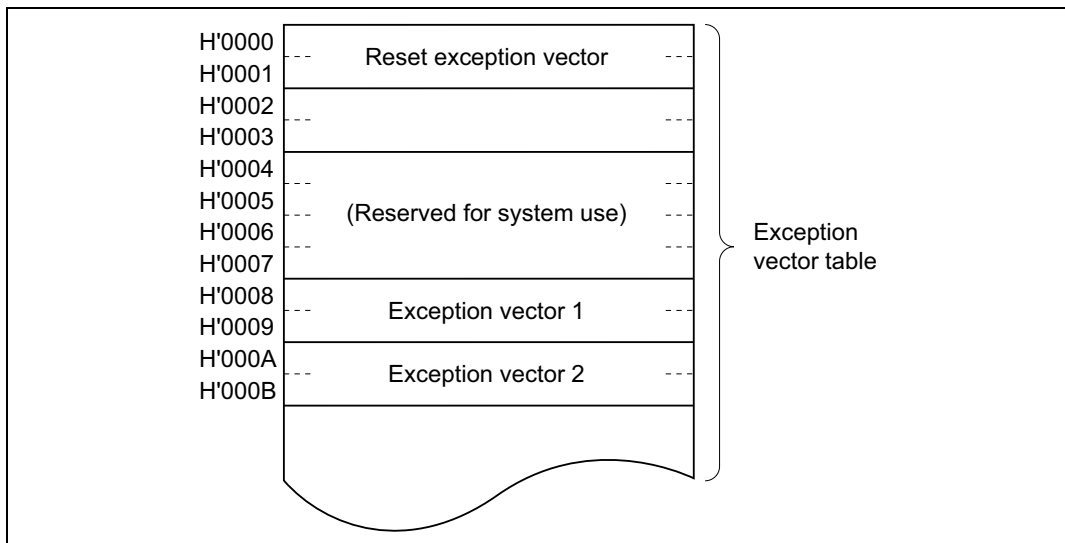 H'0000
Reset exception vector
H'0001
H'0002
H'0003
H'0004
H'0005
(Reserved for system use)
H'0006
H'0007
H'0008
Exception vector 1
H'0009
H'000A
Exception vector 2
H'000B
Exception
vector table